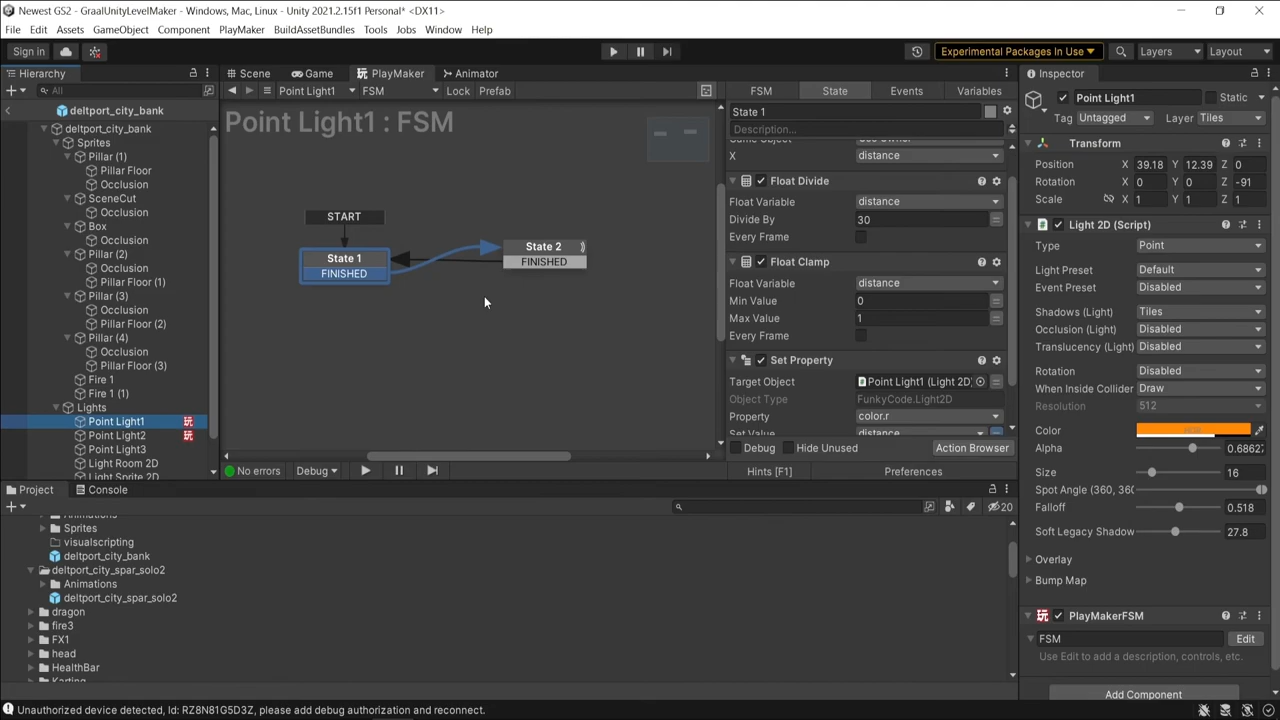 Newest GS2 - GraalUnityLevelMaker - Windows, Mac, Linux - Unity 2021.2.15f1 Personal* <DX11>
File Edit Assets GameObject Component PlayMaker BuildAssetBundles Tools Jobs Window Help
Sign in Experimental Packages In Use Layers Layout
Hierarchy
All
deltport_city_bank
deltport_city_bank
Sprites
Pillar (1)
Pillar Floor
Occlusion
SceneCut
Occlusion
Box
Occlusion
Pillar (2)
Occlusion
Pillar Floor (1)
Pillar (3)
Occlusion
Pillar Floor (2)
Pillar (4)
Occlusion
Pillar Floor (3)
Fire 1
Fire 1 (1)
Lights
Point Light1
Point Light2
Point Light3
Light Room 2D
Light Sprite 2D
Scene Game PlayMaker Animator
Point Light1 FSM Lock Prefab
Point Light1 : FSM
START
State 1
FINISHED
State 2
FINISHED
No errors Debug
FSM State Events Variables
State 1
Description...
X distance
Float Divide
Float Variable distance
Divide By 30
Every Frame
Float Clamp
Float Variable distance
Min Value 0
Max Value 1
Every Frame
Set Property
Target Object Point Light1 (Light 2D)
Object Type FunkyCode.Light2D
Property color.r
Set Value distance
Debug Hide Unused Action Browser
Hints [F1] Preferences
Inspector
Point Light1 Static
Tag Untagged Layer Tiles
Transform
Position X 39.18 Y 12.39 Z 0
Rotation X 0 Y 0 Z -91
Scale X 1 Y 1 Z 1
Light 2D (Script)
Type Point
Light Preset Default
Event Preset Disabled
Shadows (Light) Tiles
Occlusion (Light) Disabled
Translucency (Light) Disabled
Rotation Disabled
When Inside Collider Draw
Resolution 512
Color HDR
Alpha 0.68627
Size 16
Spot Angle (360, 360
Falloff 0.518
Soft Legacy Shadow 27.8
Overlay
Bump Map
PlayMakerFSM
FSM Edit
Use Edit to add a description, controls, etc.
Add Component
Project Console
20
Animations
Sprites
visualscripting
deltport_city_bank
deltport_city_spar_solo2
Animations
deltport_city_spar_solo2
dragon
fire3
FX1
head
HealthBar
Karting
Unauthorized device detected, Id: RZ8N81G5D3Z, please add debug authorization and reconnect.